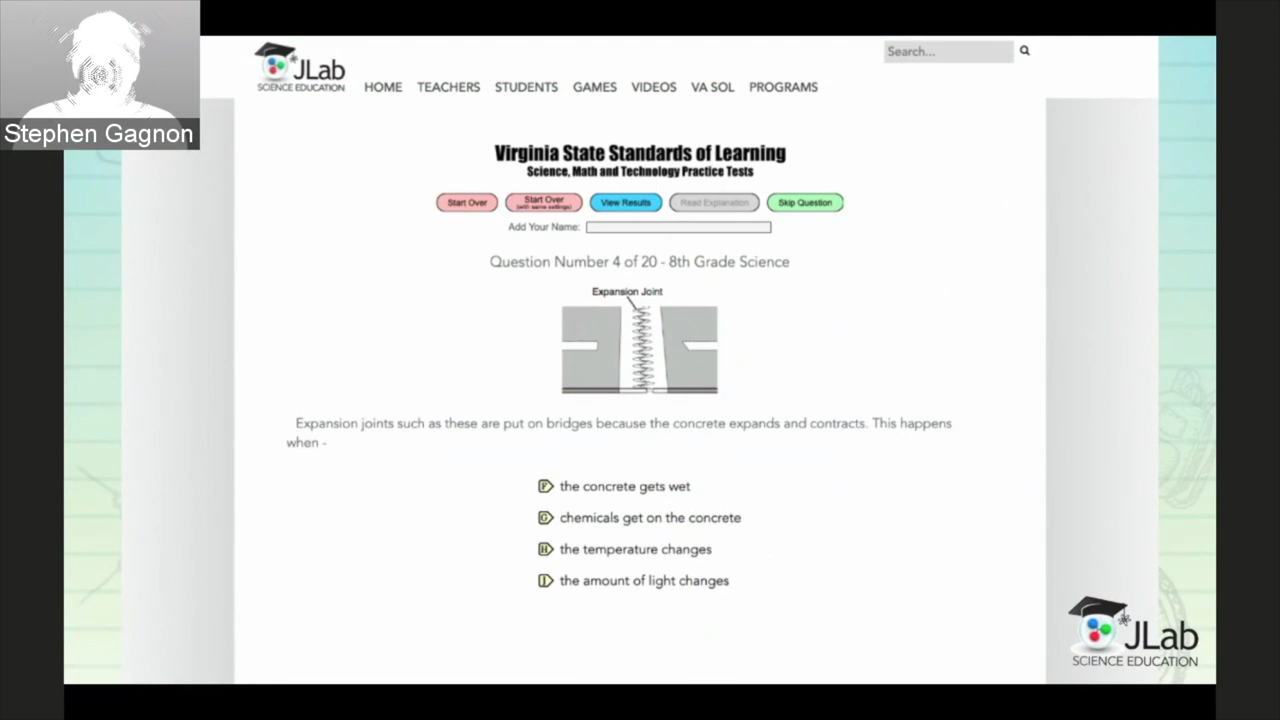 Stephen Gagnon
JLab
SCIENCE EDUCATION
HOME TEACHERS STUDENTS GAMES VIDEOS VA SOL PROGRAMS
Search...
Virginia State Standards of Learning
Science, Math and Technology Practice Tests
Start Over
Start Over
(with same settings)
View Results
Read Explanation
Skip Question
Add Your Name:
Question Number 4 of 20 - 8th Grade Science
Expansion Joint
Expansion joints such as these are put on bridges because the concrete expands and contracts. This happens
when -
F the concrete gets wet
G chemicals get on the concrete
H the temperature changes
J the amount of light changes
JLab
SCIENCE EDUCATION